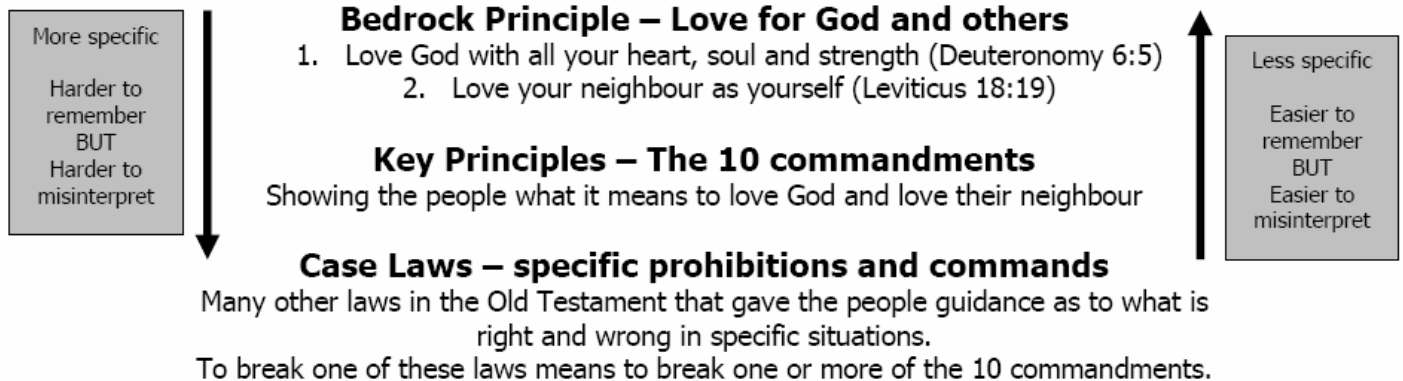 More specific
Harder to
remember
BUT
Harder to
misinterpret
Bedrock Principle – Love for God and others
1. Love God with all your heart, soul and strength (Deuteronomy 6:5)
2. Love your neighbour as yourself (Leviticus 18:19)
Key Principles – The 10 commandments
Showing the people what it means to love God and love their neighbour
Case Laws – specific prohibitions and commands
Many other laws in the Old Testament that gave the people guidance as to what is
right and wrong in specific situations.
To break one of these laws means to break one or more of the 10 commandments.
Less specific
Easier to
remember
BUT
Easier to
misinterpret